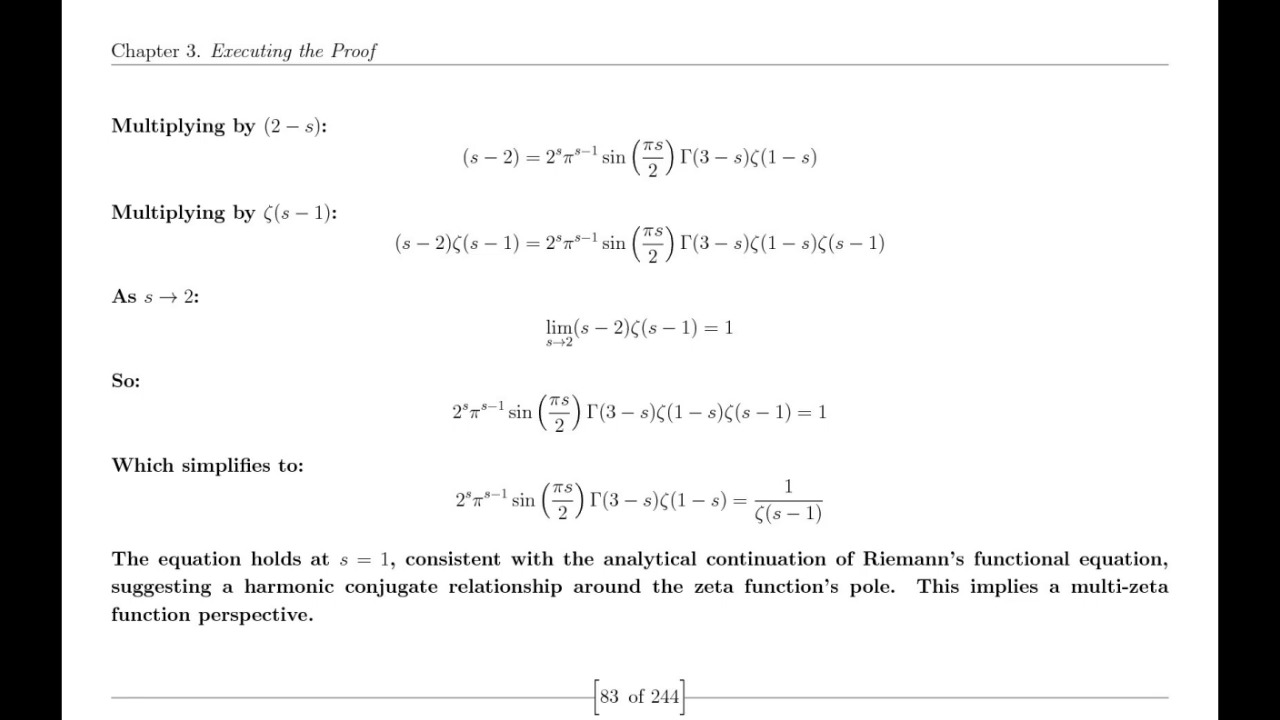 Chapter 3. Executing the Proof
Multiplying by (2 − s):
(s − 2) = 2^s π^{s−1} sin (πs/2) Γ(3 − s)ζ(1 − s)
Multiplying by ζ(s − 1):
(s − 2)ζ(s − 1) = 2^s π^{s−1} sin (πs/2) Γ(3 − s)ζ(1 − s)ζ(s − 1)
As s → 2:
lim_{s→2} (s − 2)ζ(s − 1) = 1
So:
2^s π^{s−1} sin (πs/2) Γ(3 − s)ζ(1 − s)ζ(s − 1) = 1
Which simplifies to:
2^s π^{s−1} sin (πs/2) Γ(3 − s)ζ(1 − s) = 1/ζ(s − 1)
The equation holds at s = 1, consistent with the analytical continuation of Riemann's functional equation,
suggesting a harmonic conjugate relationship around the zeta function's pole. This implies a multi-zeta
function perspective.
[83 of 244]